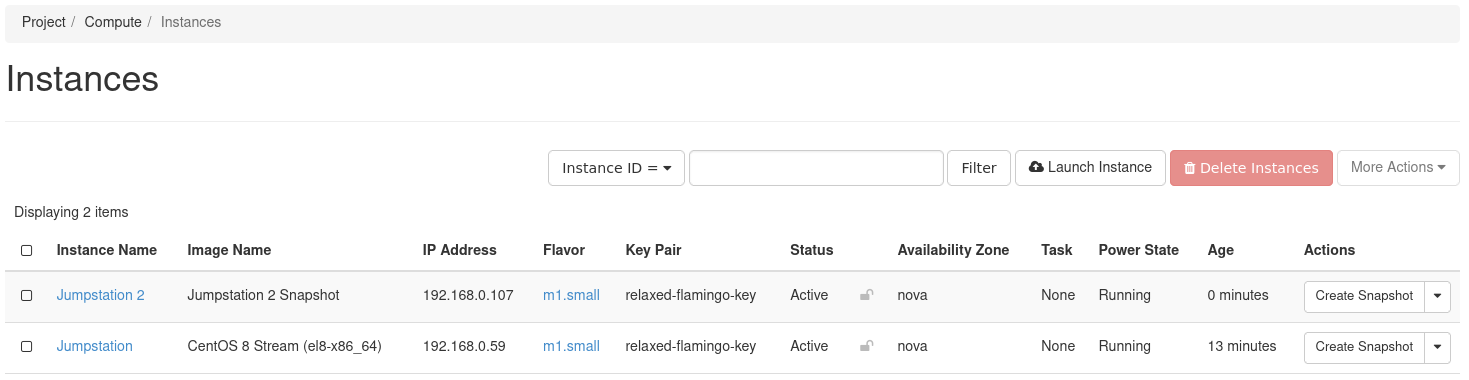 Project / Compute / Instances
Instances
Instance ID = Filter Launch Instance Delete Instances More Actions
Displaying 2 items
Instance Name Image Name IP Address Flavor Key Pair Status Availability Zone Task Power State Age Actions
Jumpstation 2 Jumpstation 2 Snapshot 192.168.0.107 m1.small relaxed-flamingo-key Active nova None Running 0 minutes Create Snapshot
Jumpstation CentOS 8 Stream (el8-x86_64) 192.168.0.59 m1.small relaxed-flamingo-key Active nova None Running 13 minutes Create Snapshot